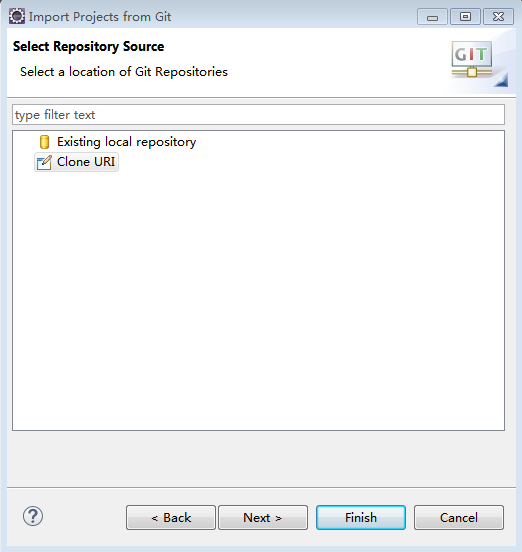 Import Projects from Git
Select Repository Source
Select a location of Git Repositories
GIT
type filter text
Existing local repository
Clone URI
?
< Back
Next >
Finish
Cancel